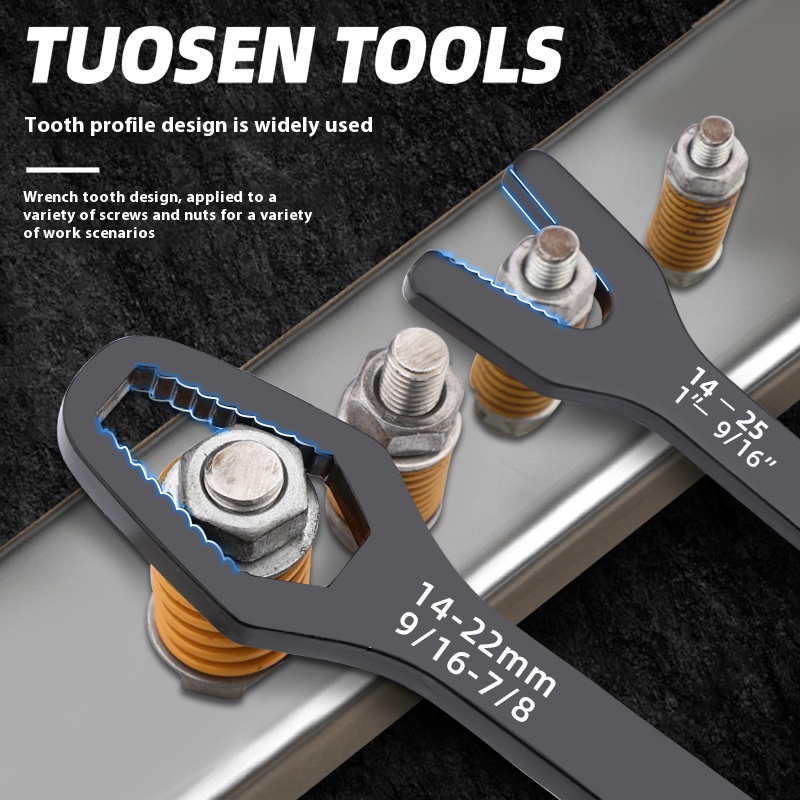 TUOSEN TOOLS
Tooth profile design is widely used
Wrench tooth design, applied to a
variety of screws and nuts for a variety
of work scenarios
14 – 25
1"– 9/16"
14-22mm
9/16-7/8